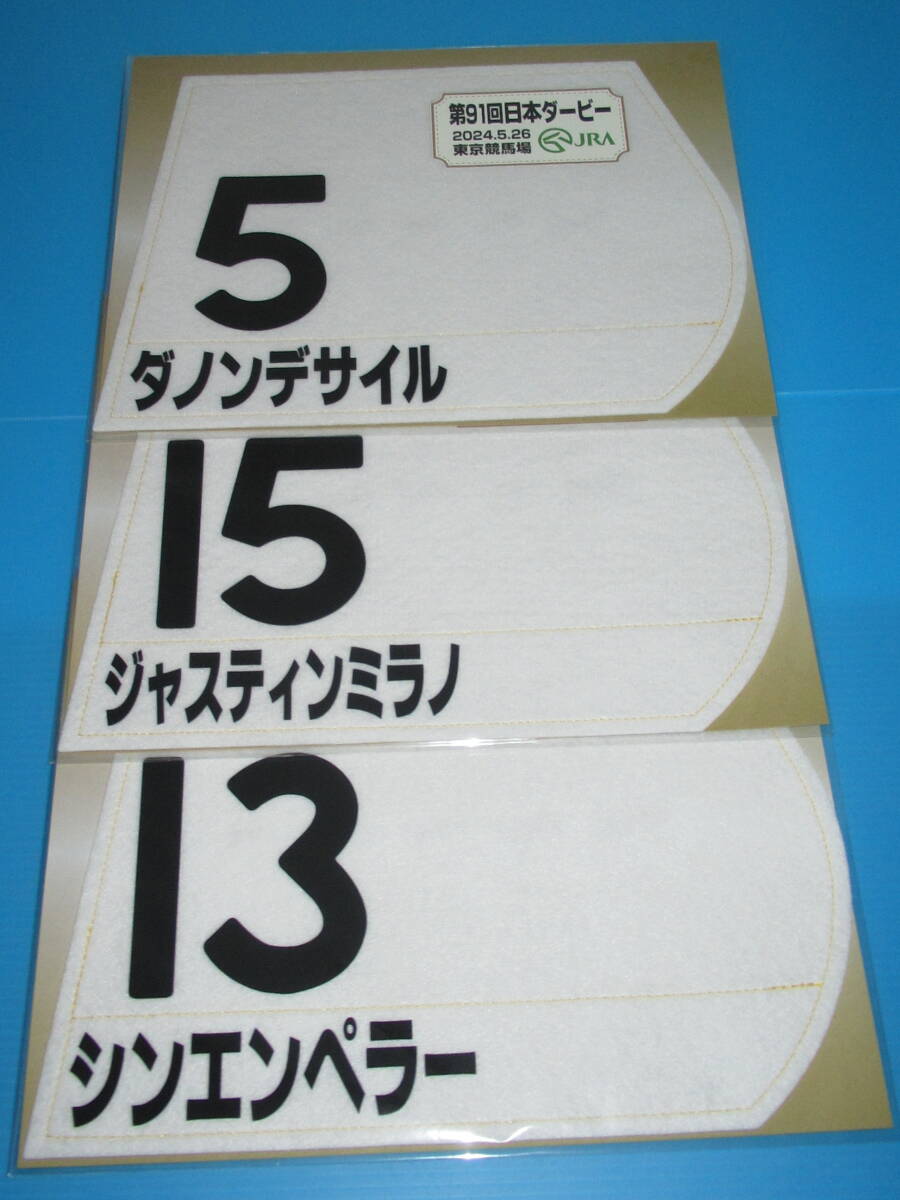 第91回日本ダービー
2024.5.26
東京競馬場 JRA
5
ダノンデサイル
15
ジャスティンミラノ
13
シンエンペラー